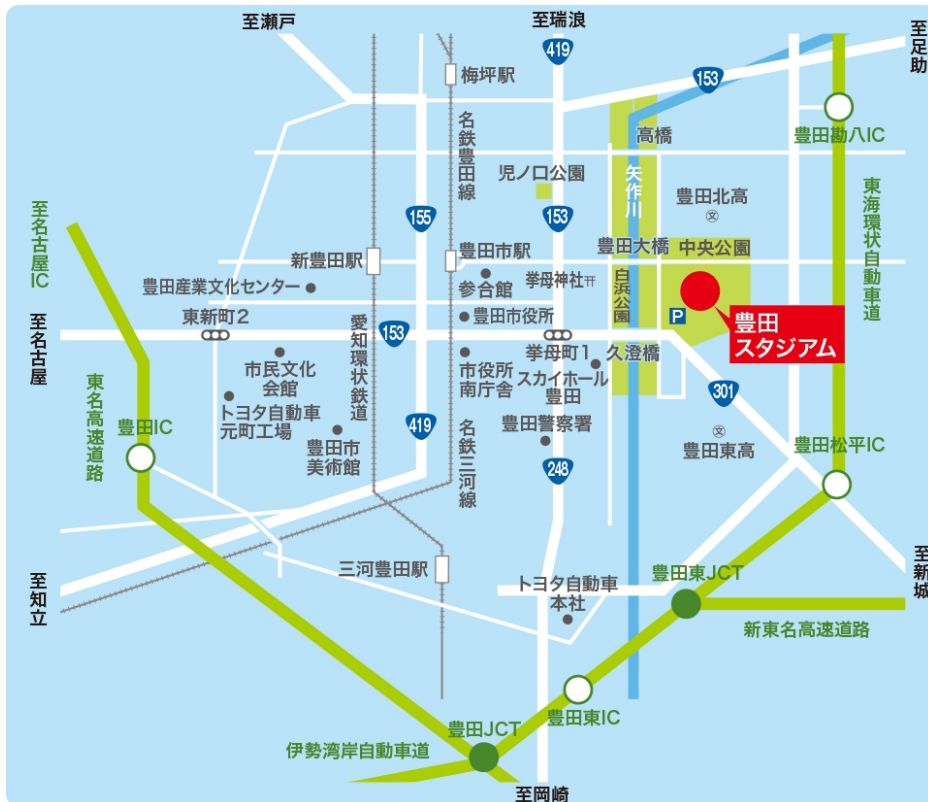 至瀬戸
至瑞浪
至足助
419
153
梅坪駅
豊田勘八IC
高橋
名鉄豊田線
児ノ口公園
矢作川
豊田北高
文
東海環状自動車道
至名古屋IC
155
153
豊田大橋
中央公園
新豊田駅
豊田市駅
豊田産業文化センター
参合館
挙母神社
白浜公園
P
豊田
スタジアム
至名古屋
東新町2
153
愛知環状鉄道
豊田市役所
挙母町1
久澄橋
市民文化
会館
市役所
南庁舎
スカイホール
豊田
301
東名高速道路
トヨタ自動車
元町工場
419
豊田市
美術館
豊田警察署
文
豊田東高
豊田松平IC
豊田IC
名鉄三河線
248
至知立
三河豊田駅
トヨタ自動車
本社
豊田東JCT
至新城
新東名高速道路
豊田東IC
豊田JCT
伊勢湾岸自動車道
至岡崎